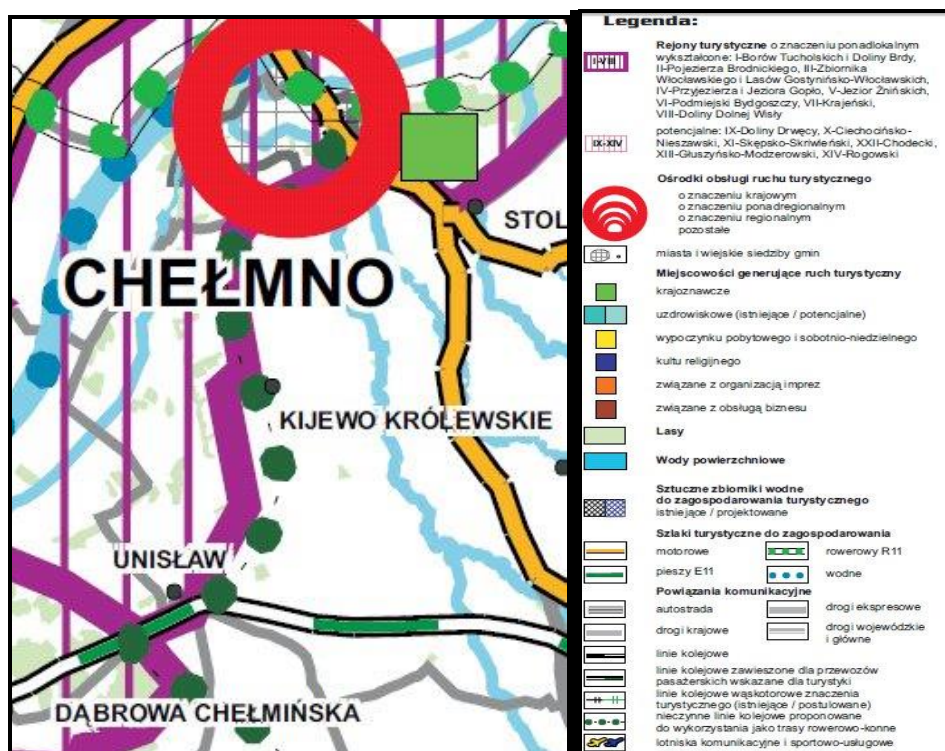 STOL
CHEŁMNO
KIJEWO KRÓLEWSKIE
UNISŁAW
DĄBROWA CHEŁMIŃSKA
Legenda:
I-VIII
Rejony turystyczne o znaczeniu ponadlokalnym
wykształcone: I-Borów Tucholskich i Doliny Brdy,
II-Pojezierza Brodnickiego, III-Zbiornika
Włocławskiego i Lasów Gostynińsko-Włocławskich,
IV-Przyjezierza i Jeziora Gopło, V-Jezior Żnińskich,
VI-Podmiejski Bydgoszczy, VII-Krajeński,
VIII-Doliny Dolnej Wisły
IX-XIV
potencjalne: IX-Doliny Drwęcy, X-Ciechocińsko-
Nieszawski, XI-Skępsko-Skriwleński, XXII-Chodecki,
XIII-Głuszyńsko-Modzerowski, XIV-Rogowski
Ośrodki obsługi ruchu turystycznego
o znaczeniu krajowym
o znaczeniu ponadregionalnym
o znaczeniu regionalnym
pozostałe
miasta i wiejskie siedziby gmin
Miejscowości generujące ruch turystyczny
krajoznawcze
uzdrowiskowe (istniejące / potencjalne)
wypoczynku pobytowego i sobotnio-niedzielnego
kultu religijnego
związane z organizacją imprez
związane z obsługą biznesu
Lasy
Wody powierzchniowe
Sztuczne zbiorniki wodne
do zagospodarowania turystycznego
istniejące / projektowane
Szlaki turystyczne do zagospodarowania
motorowe
rowerowy R11
pieszy E11
wodne
Powiązania komunikacyjne
autostrada
drogi ekspresowe
drogi krajowe
drogi wojewódzkie
i główne
linie kolejowe
linie kolejowe zawieszone dla przewozów
pasażerskich wskazane dla turystyki
linie kolejowe wąskotorowe znaczenia
turystycznego (istniejące / postulowane)
nieczynne linie kolejowe proponowane
do wykorzystania jako trasy rowerowo-konne
lotniska komunikacyjne i sportowo-usługowe